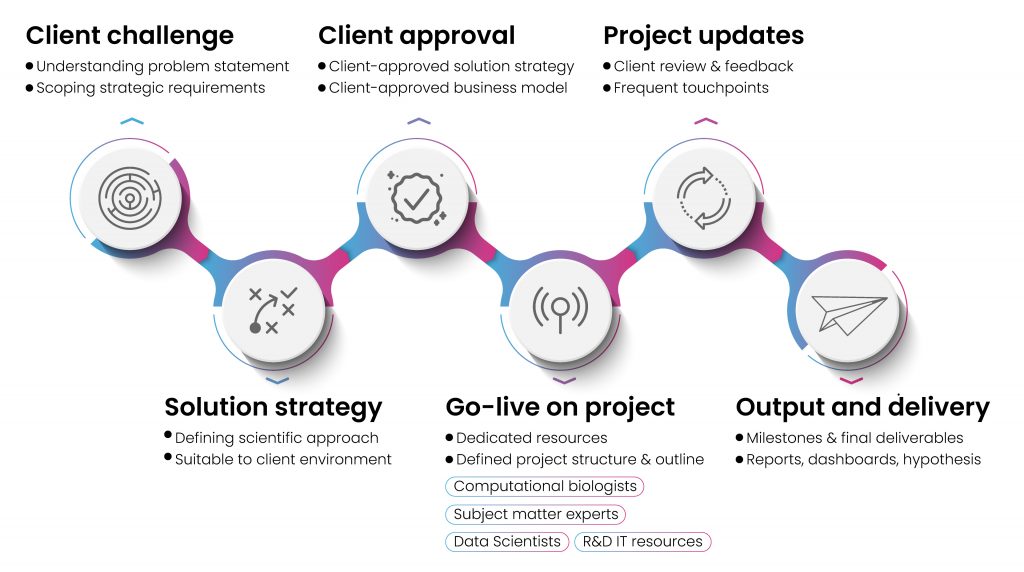 Client challenge
● Understanding problem statement
● Scoping strategic requirements
Client approval
● Client-approved solution strategy
● Client-approved business model
Project updates
● Client review & feedback
● Frequent touchpoints
Solution strategy
● Defining scientific approach
● Suitable to client environment
Go-live on project
● Dedicated resources
● Defined project structure & outline
Computational biologists
Subject matter experts
Data Scientists
R&D IT resources
Output and delivery
● Milestones & final deliverables
● Reports, dashboards, hypothesis